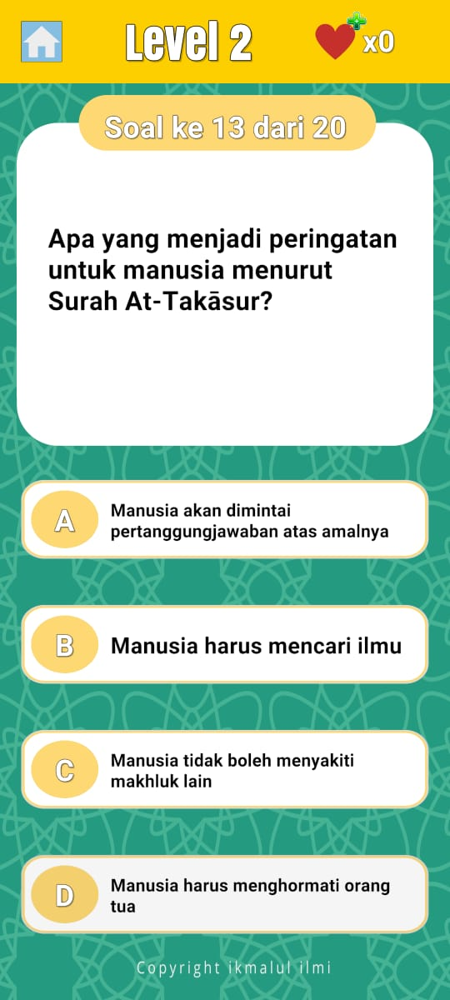 Level 2
x0
Soal ke 13 dari 20
Apa yang menjadi peringatan
untuk manusia menurut
Surah At-Takāsur?
A
Manusia akan dimintai
pertanggungjawaban atas amalnya
B
Manusia harus mencari ilmu
C
Manusia tidak boleh menyakiti
makhluk lain
D
Manusia harus menghormati orang
tua
Copyright ikmalul ilmi